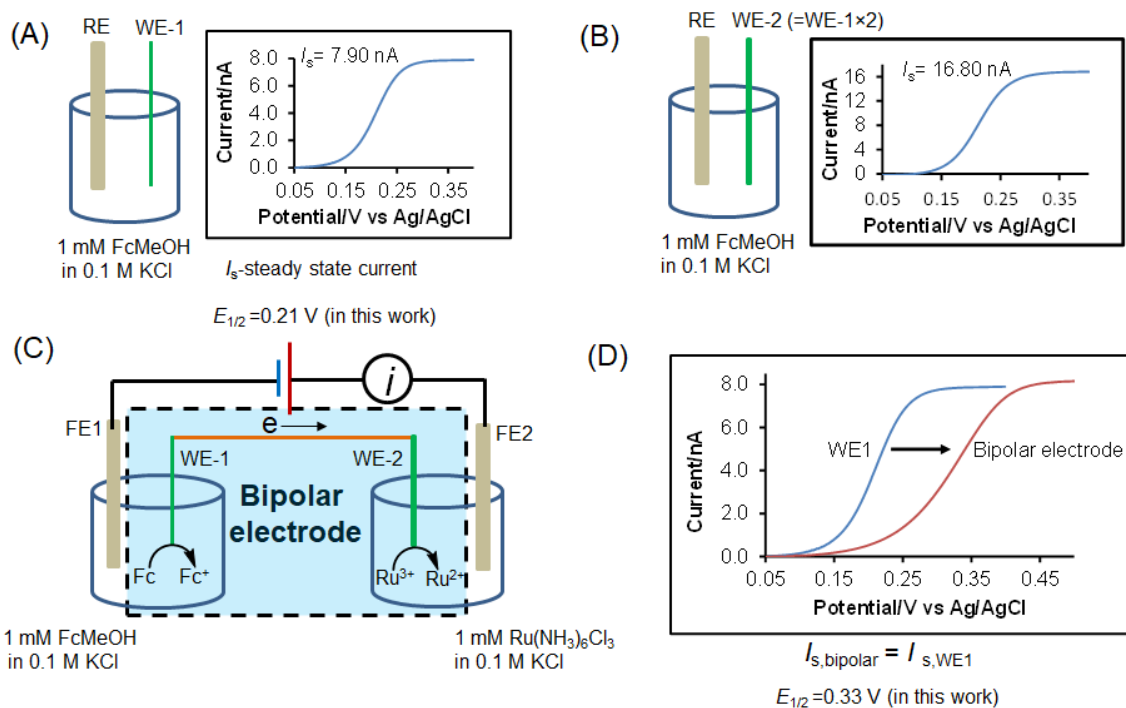 (A)
RE WE-1
Is= 7.90 nA
Current/nA
8.0
6.0
4.0
2.0
0.0
0.05 0.15 0.25 0.35
Potential/V vs Ag/AgCl
1 mM FcMeOH
in 0.1 M KCl
Is-steady state current
E1/2 =0.21 V (in this work)
(B)
RE WE-2 (=WE-1×2)
Is= 16.80 nA
Current/nA
16
12
8
4
0
0.05 0.15 0.25 0.35
Potential/V vs Ag/AgCl
1 mM FcMeOH
in 0.1 M KCl
(C)
i
FE1
e
FE2
WE-1 WE-2
Bipolar
electrode
Fc Fc+
Ru3+ Ru2+
1 mM FcMeOH
in 0.1 M KCl
1 mM Ru(NH3)6Cl3
in 0.1 M KCl
(D)
Current/nA
8.0
6.0
4.0
2.0
0.0
WE1 Bipolar electrode
0.05 0.15 0.25 0.35 0.45
Potential/V vs Ag/AgCl
Is,bipolar = I s,WE1
E1/2 =0.33 V (in this work)